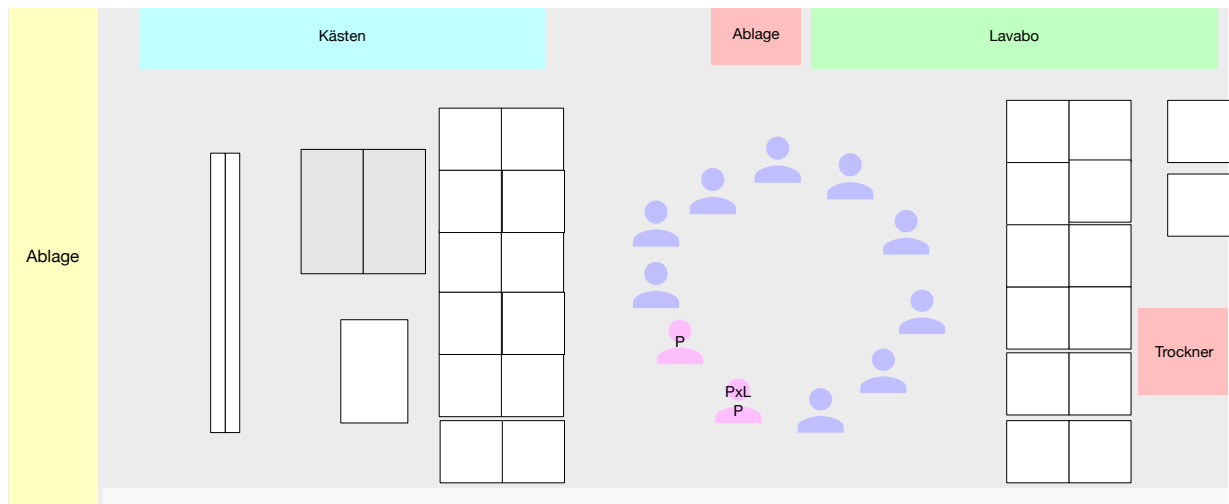 Kästen
Ablage
Lavabo
Ablage
P
Trockner
PxL
P